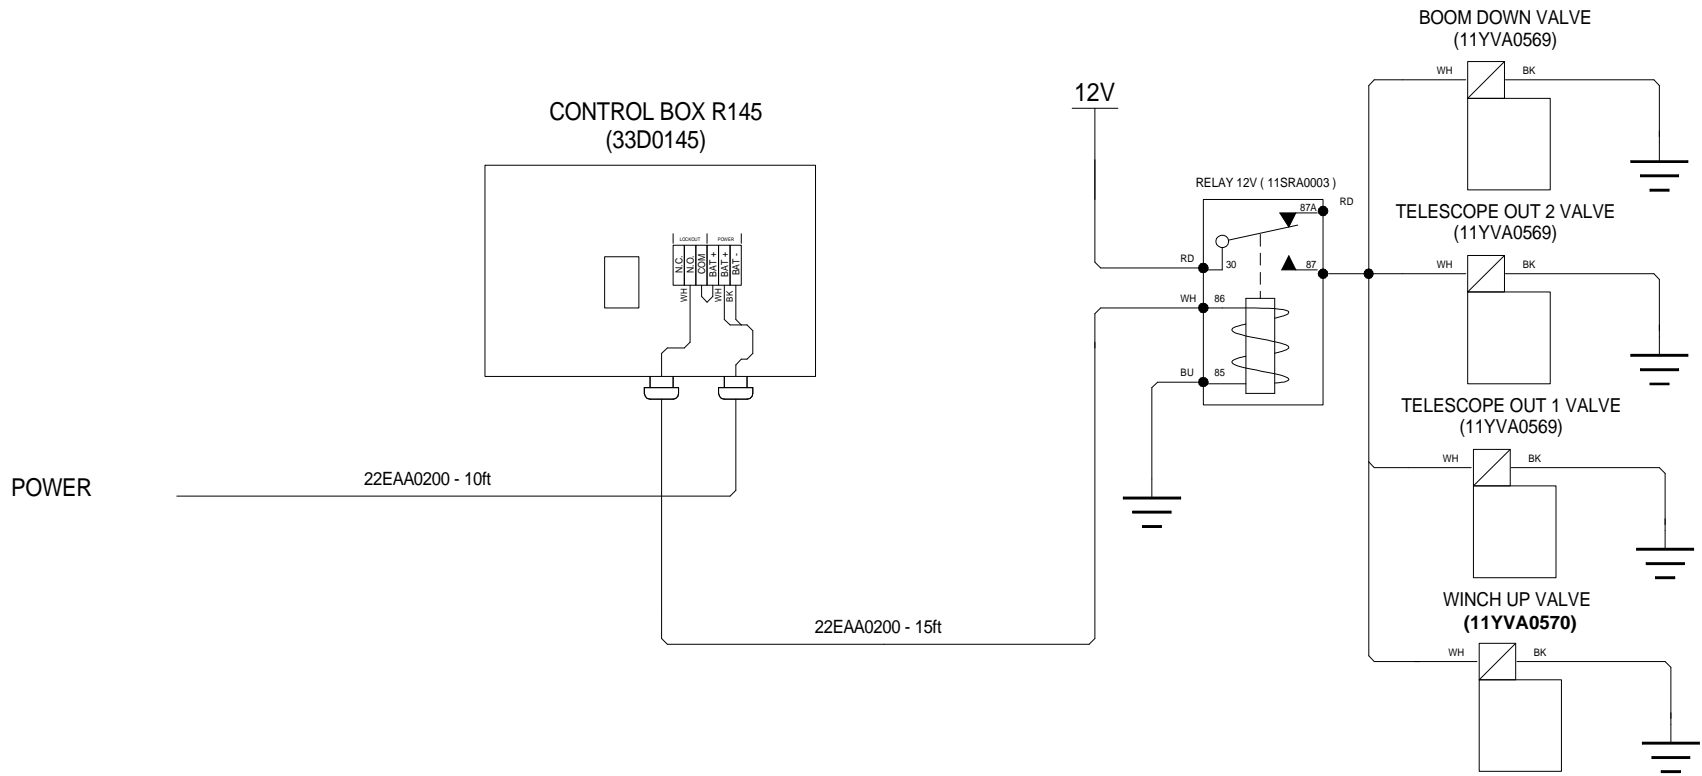 BOOM DOWN VALVE
(11YVA0569)
WH BK
12V
CONTROL BOX R145
(33D0145)
RELAY 12V ( 11SRA0003 )
87A RD
TELESCOPE OUT 2 VALVE
(11YVA0569)
LOCKOUT POWER
N.C. N.O. COM BAT + BAT + BAT -
WH WH BK
RD 30 87
WH BK
WH 86
BU 85
TELESCOPE OUT 1 VALVE
(11YVA0569)
WH BK
POWER
22EAA0200 - 10ft
WINCH UP VALVE
(11YVA0570)
22EAA0200 - 15ft
WH BK